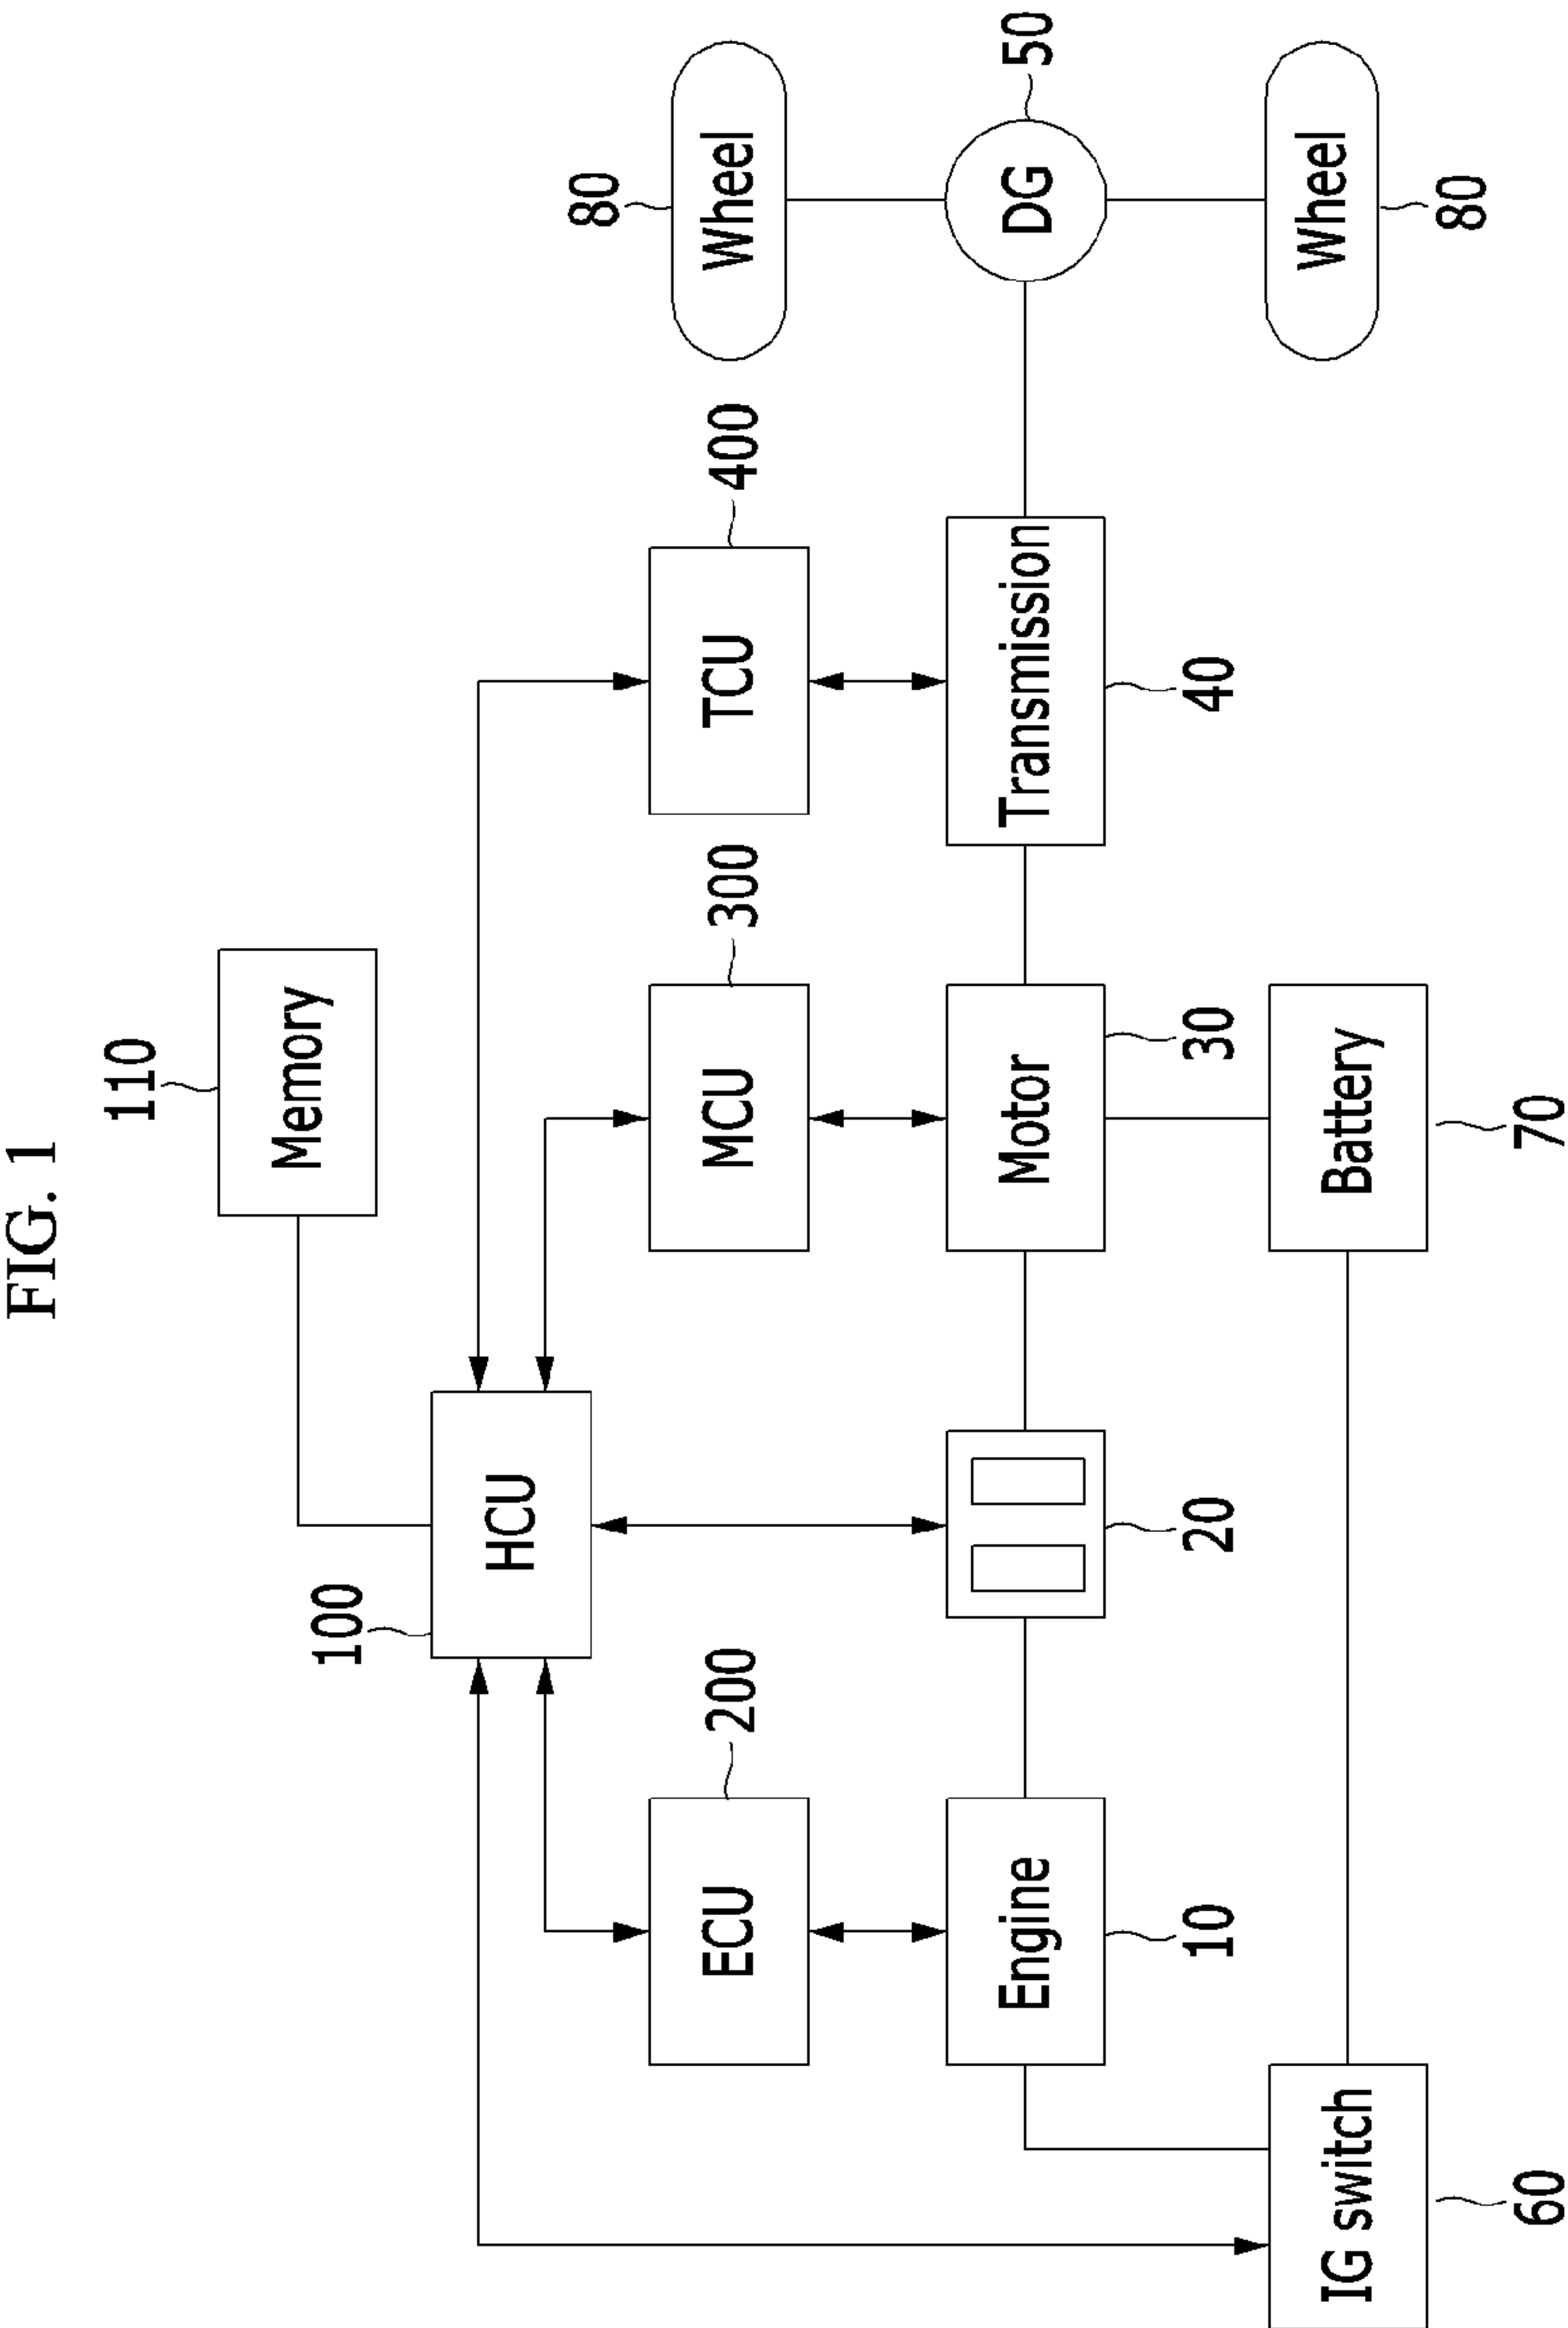 FIG. 1
110
Memory
100
HCU
80
Wheel
200
ECU
300
MCU
400
TCU
Engine
Motor
Transmission
DG
50
10
20
30
40
IG switch
Battery
Wheel
80
60
70